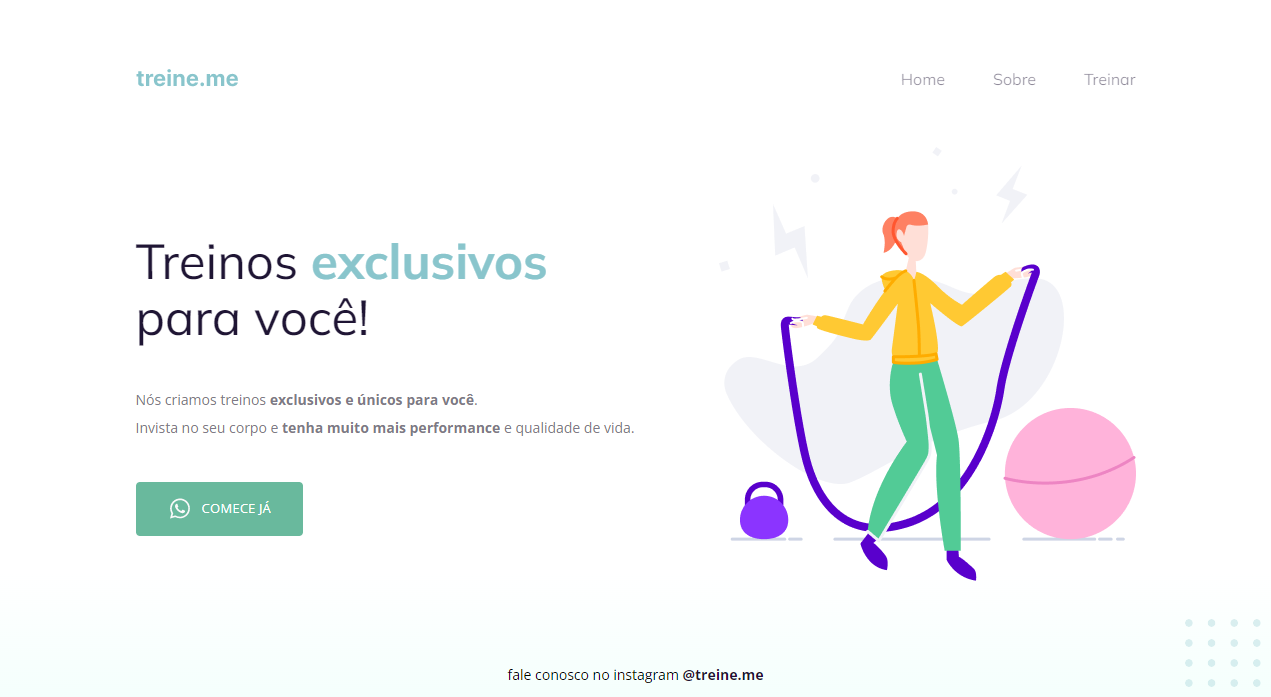 treine.me
Home
Sobre
Treinar
Treinos exclusivos
para você!
Nós criamos treinos exclusivos e únicos para você.
Invista no seu corpo e tenha muito mais performance e qualidade de vida.
COMECE JÁ
fale conosco no instagram @treine.me